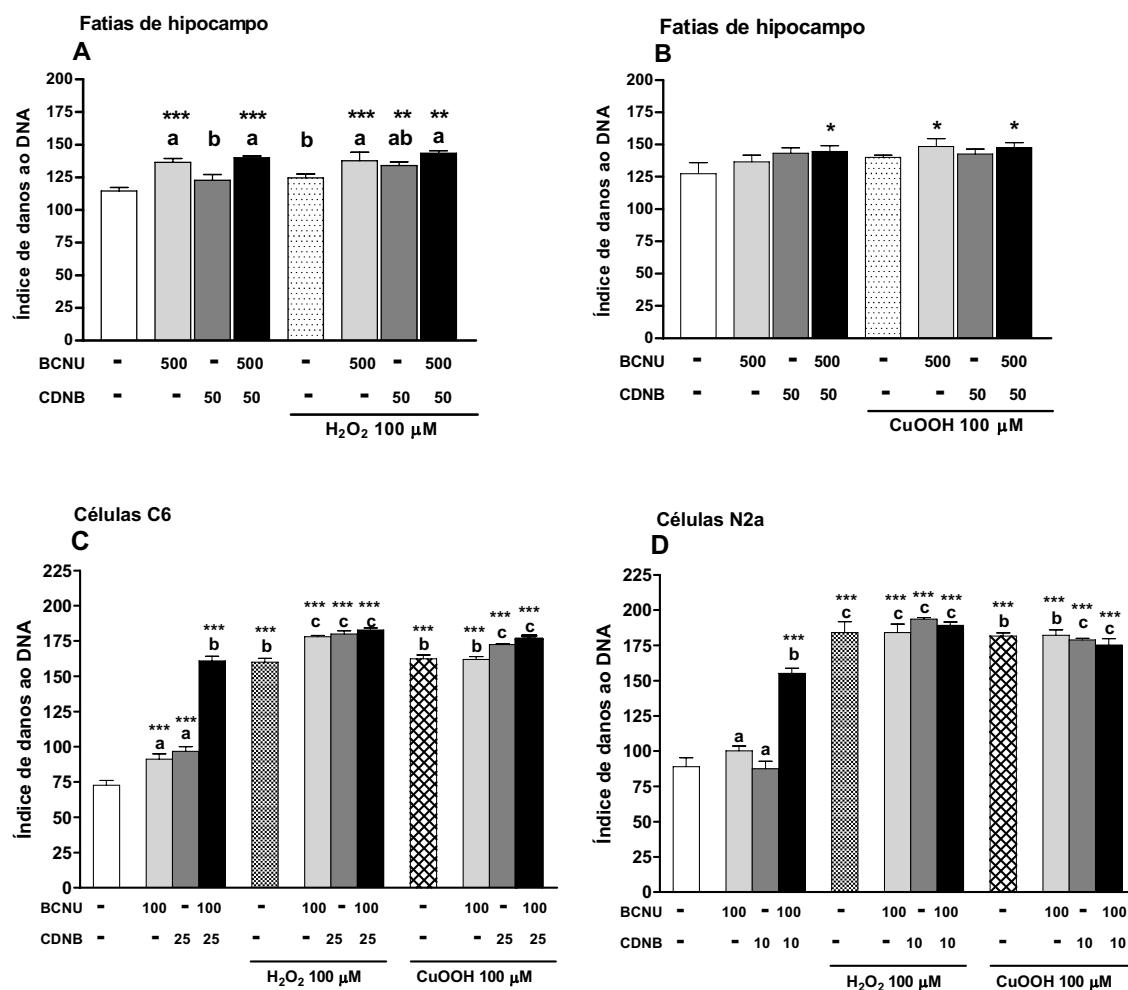 Fatias de hipocampo
A
Índice de danos ao DNA
200
175
150
125
100
75
50
25
0
*** *** *** ** **
a b a b a ab a
BCNU - 500 - 500 - 500 - 500
CDNB - - 50 50 - - 50 50
H₂O₂ 100 µM
Fatias de hipocampo
B
Índice de danos ao DNA
200
175
150
125
100
75
50
25
0
* * *
BCNU - 500 - 500 - 500 - 500
CDNB - - 50 50 - - 50 50
CuOOH 100 µM
Células C6
C
Índice de danos ao DNA
225
200
175
150
125
100
75
50
25
0
*** *** *** *** *** *** *** *** *** *** ***
a a b b c c c b b c c
BCNU - 100 - 100 - 100 - 100 - 100 - 100
CDNB - - 25 25 - - 25 25 - - 25 25
H₂O₂ 100 µM CuOOH 100 µM
Células N2a
D
Índice de danos ao DNA
225
200
175
150
125
100
75
50
25
0
*** *** *** *** *** *** *** *** ***
a a b c c c c b b c c
BCNU - 100 - 100 - 100 - 100 - 100 - 100
CDNB - - 10 10 - - 10 10 - - 10 10
H₂O₂ 100 µM CuOOH 100 µM